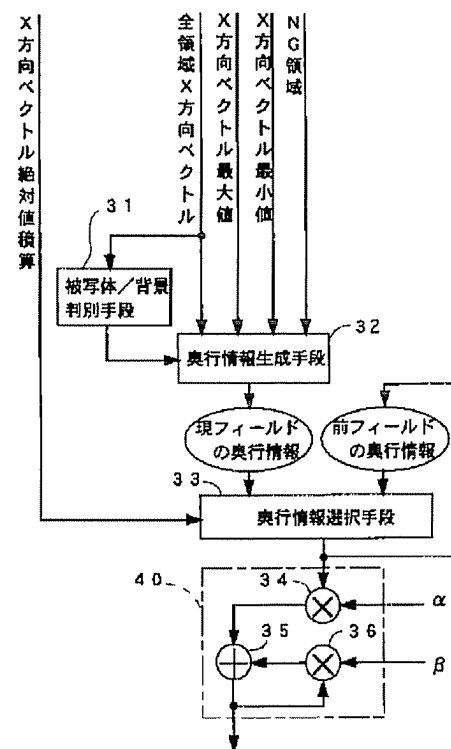 X方向ベクトル絶対値積算
全領域X方向ベクトル
X方向ベクトル最大値
X方向ベクトル最小値
NG領域
31
被写体／背景
判別手段
32
奥行情報生成手段
現フィールド
の奥行情報
前フィールド
の奥行情報
33
奥行情報選択手段
40
34
α
35
36
β